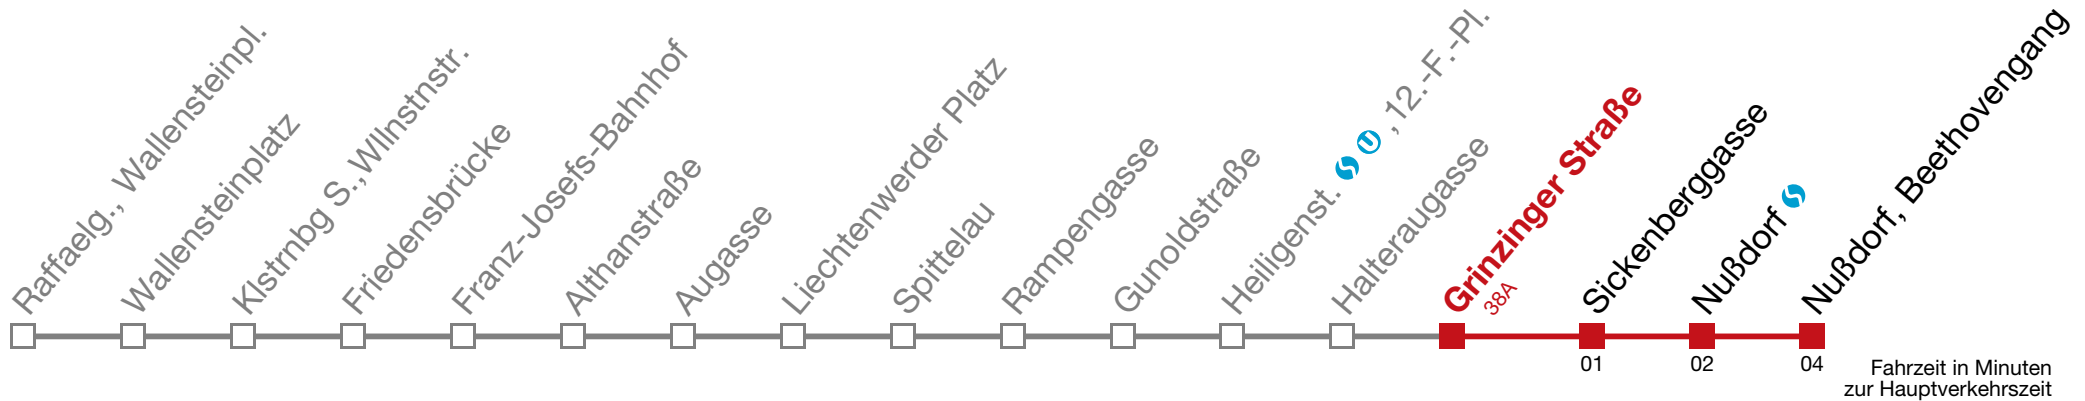 Raffaelg., Wallensteinpl.
Wallensteinplatz
Klstrnbg S.,Wllnstnstr.
Friedensbrücke
Franz-Josefs-Bahnhof
Althanstraße
Augasse
Liechtenwerder Platz
Spittelau
Rampengasse
Gunoldstraße
Heiligenst. S U , 12.-F.-Pl.
Halteraugasse
Grinzinger Straße
38A
Sickenberggasse
Nußdorf S
Nußdorf, Beethovengang
01 02 04
Fahrzeit in Minuten
zur Hauptverkehrszeit